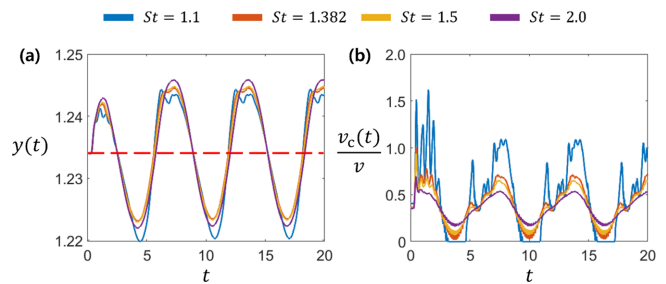 St = 1.1 St = 1.382 St = 1.5 St = 2.0
(a) (b)
1.25 1.24 1.23 1.22
y(t)
0 5 10 15 20
t
2.0 1.5 1.0 0.5 0
v_c(t)/v
0 5 10 15 20
t